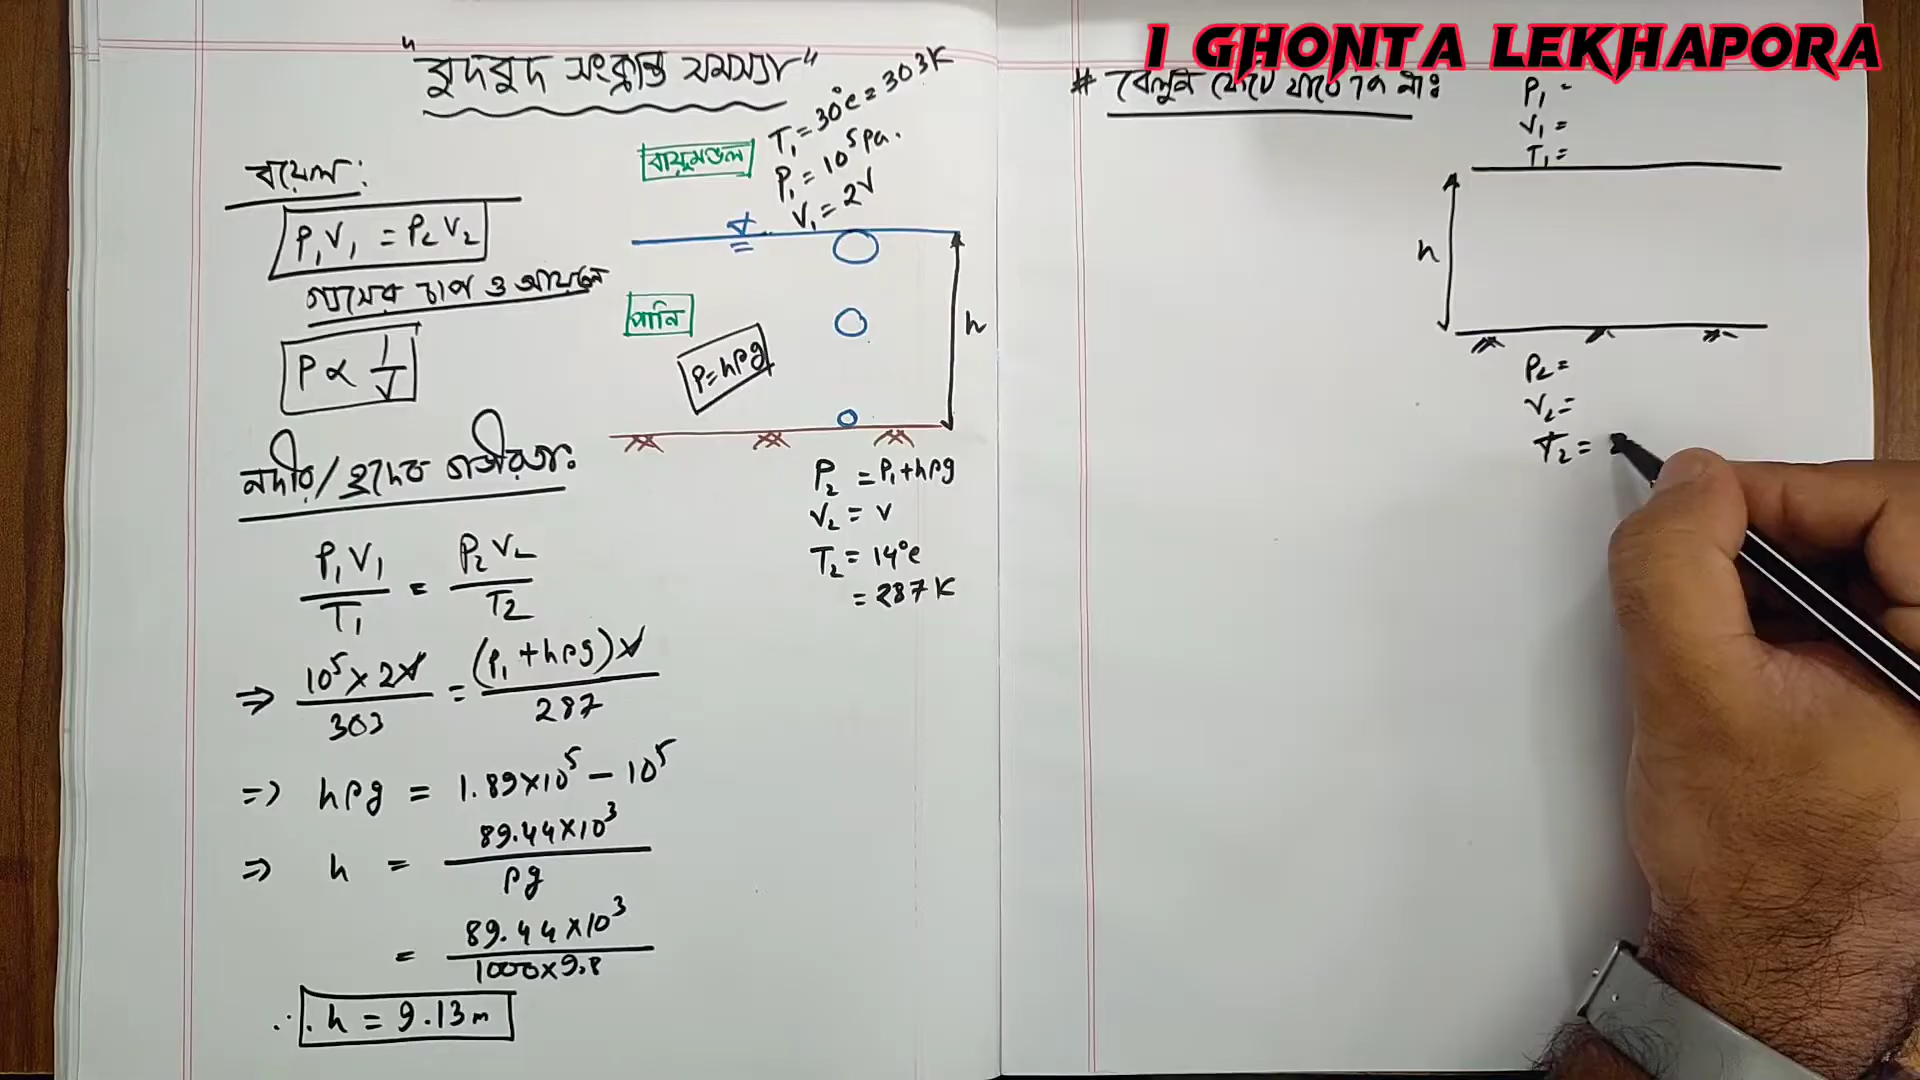 I GHONTA LEKHAPORA
"বুদবুদ সংক্রান্ত সমস্যা"
বয়েল:
P₁V₁ = P₂V₂
গ্যাসের চাপ ও আয়তন
P ∝ 1/V
নদীর/হ্রদের গভীরতা:
P₁V₁/T₁ = P₂V₂/T₂
⇒ 10⁵×2V/303 = (P₁+hρg)V/287
⇒ hρg = 1.89×10⁵ − 10⁵
⇒ h = 89.44×10³/ρg
= 89.44×10³/1000×9.8
∴ h = 9.13m
বায়ুমণ্ডল
T₁ = 30°c = 303K
P₁ = 10⁵ pa.
V₁ = 2V
পানি
P = hρg
h
P₂ = P₁+hρg
V₂ = V
T₂ = 14°c
= 287K
# বেলুন ফেটে যাবে কি না:
P₁ =
V₁ =
T₁ =
h
P₂ =
V₂ =
T₂ =